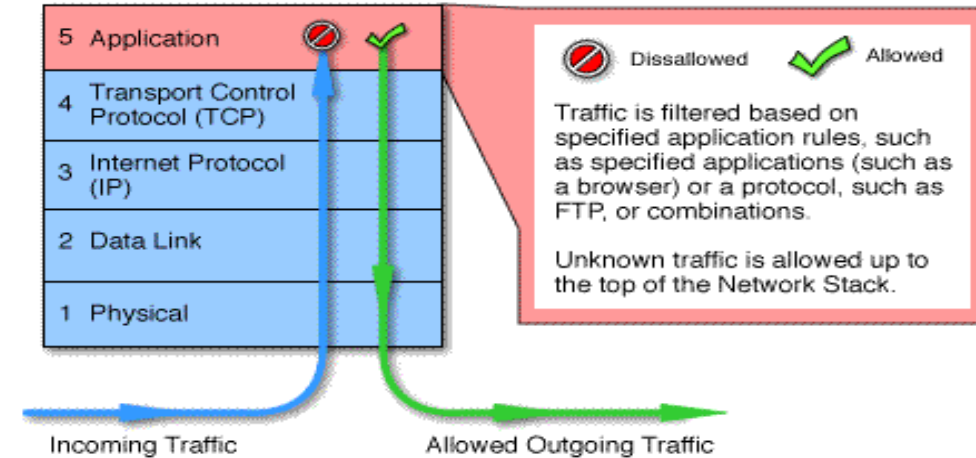 5 Application
4 Transport Control
Protocol (TCP)
3 Internet Protocol
(IP)
2 Data Link
1 Physical
Incoming Traffic
Allowed Outgoing Traffic
Dissallowed
Allowed
Traffic is filtered based on
specified application rules, such
as specified applications (such as
a browser) or a protocol, such as
FTP, or combinations.
Unknown traffic is allowed up to
the top of the Network Stack.